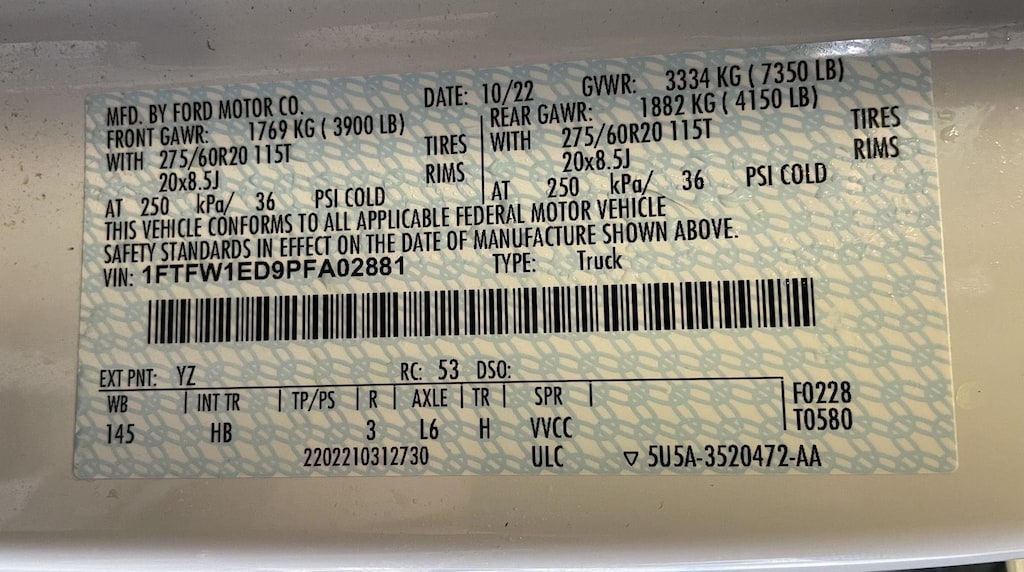 MFD. BY FORD MOTOR CO. DATE: 10/22 GVWR: 3334 KG ( 7350 LB)
FRONT GAWR: 1769 KG ( 3900 LB) REAR GAWR: 1882 KG ( 4150 LB)
WITH 275/60R20 115T TIRES WITH 275/60R20 115T TIRES
20x8.5J RIMS 20x8.5J RIMS
AT 250 kPa/ 36 PSI COLD AT 250 kPa/ 36 PSI COLD
THIS VEHICLE CONFORMS TO ALL APPLICABLE FEDERAL MOTOR VEHICLE
SAFETY STANDARDS IN EFFECT ON THE DATE OF MANUFACTURE SHOWN ABOVE.
VIN: 1FTFW1ED9PFA02881 TYPE: Truck
EXT PNT: YZ RC: 53 DSO:
WB | INT TR | TP/PS | R | AXLE | TR | SPR | F0228
145 HB 3 L6 H VVCC T0580
2202210312730 ULC ▽ 5U5A-3520472-AA